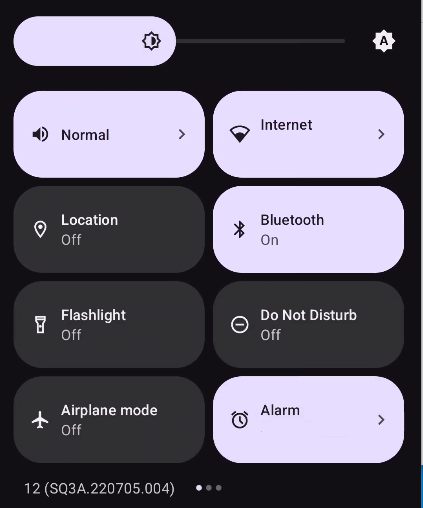 A
Normal
Internet
Location
Off
Bluetooth
On
Flashlight
Off
Do Not Disturb
Off
Airplane mode
Off
Alarm
12 (SQ3A.220705.004)